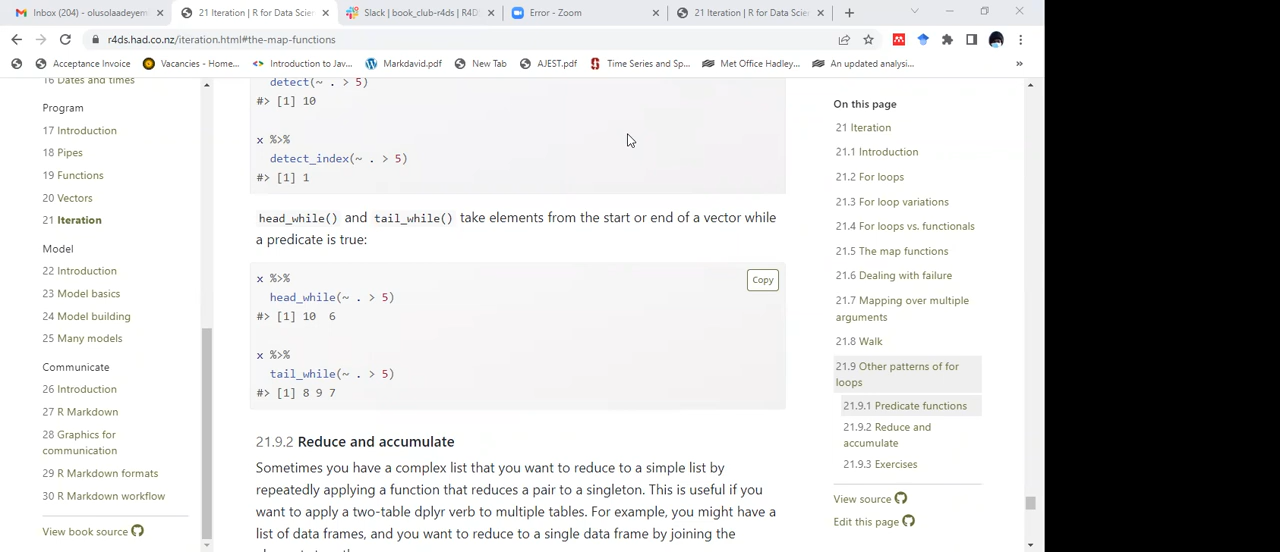 Inbox (204) - olusolaadeyem
21 Iteration | R for Data Scien
Slack | book_club-r4ds | R4D
Error - Zoom
21 Iteration | R for Data Scien
r4ds.had.co.nz/iteration.html#the-map-functions
Acceptance Invoice
Vacancies - Home...
Introduction to Jav...
Markdavid.pdf
New Tab
AJEST.pdf
Time Series and Sp...
Met Office Hadley...
An updated analysi...
»
16 Dates and times
Program
17 Introduction
18 Pipes
19 Functions
20 Vectors
21 Iteration
Model
22 Introduction
23 Model basics
24 Model building
25 Many models
Communicate
26 Introduction
27 R Markdown
28 Graphics for
communication
29 R Markdown formats
30 R Markdown workflow
View book source
detect(~ . > 5)
#> [1] 10
x %>%
detect_index(~ . > 5)
#> [1] 1
head_while() and tail_while() take elements from the start or end of a vector while
a predicate is true:
Copy
x %>%
head_while(~ . > 5)
#> [1] 10  6
x %>%
tail_while(~ . > 5)
#> [1] 8 9 7
21.9.2 Reduce and accumulate
Sometimes you have a complex list that you want to reduce to a simple list by
repeatedly applying a function that reduces a pair to a singleton. This is useful if you
want to apply a two-table dplyr verb to multiple tables. For example, you might have a
list of data frames, and you want to reduce to a single data frame by joining the
On this page
21 Iteration
21.1 Introduction
21.2 For loops
21.3 For loop variations
21.4 For loops vs. functionals
21.5 The map functions
21.6 Dealing with failure
21.7 Mapping over multiple
arguments
21.8 Walk
21.9 Other patterns of for
loops
21.9.1 Predicate functions
21.9.2 Reduce and
accumulate
21.9.3 Exercises
View source
Edit this page